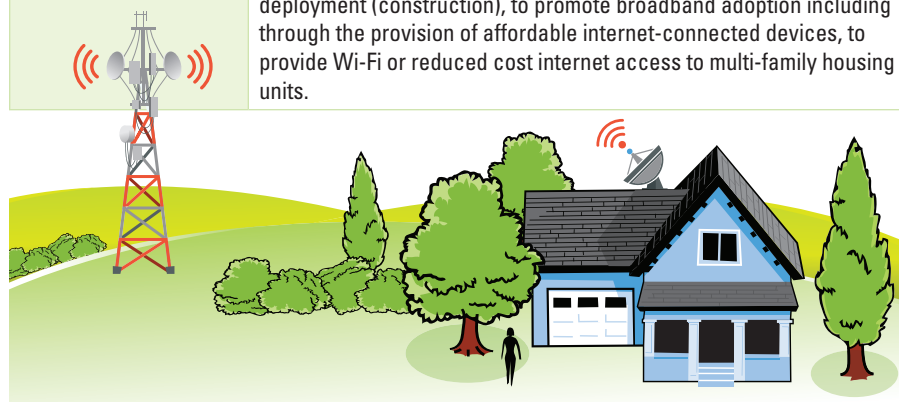 deployment (construction), to promote broadband adoption including
through the provision of affordable internet-connected devices, to
provide Wi-Fi or reduced cost internet access to multi-family housing
units.